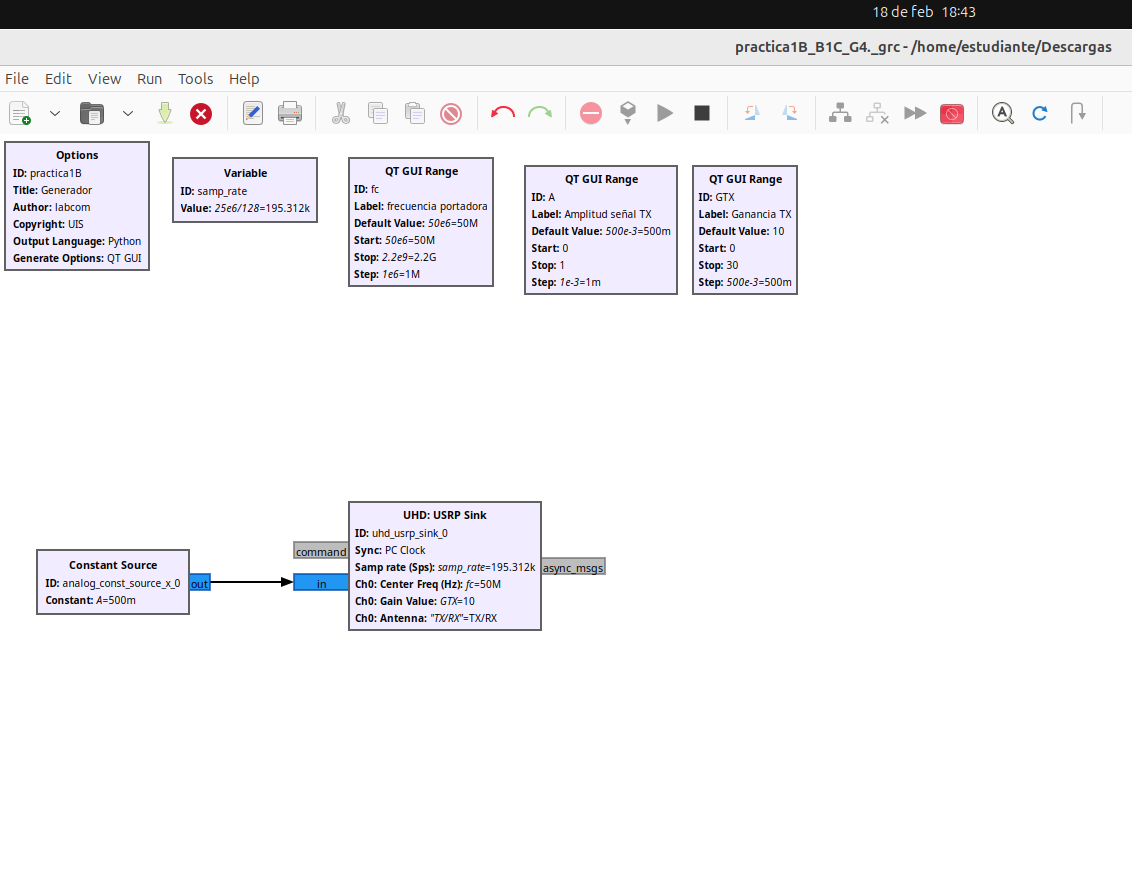 18 de feb 18:43
practica1B_B1C_G4._grc - /home/estudiante/Descargas
File Edit View Run Tools Help
Options
ID: practica1B
Title: Generador
Author: labcom
Copyright: UIS
Output Language: Python
Generate Options: QT GUI
Variable
ID: samp_rate
Value: 25e6/128=195.312k
QT GUI Range
ID: fc
Label: frecuencia portadora
Default Value: 50e6=50M
Start: 50e6=50M
Stop: 2.2e9=2.2G
Step: 1e6=1M
QT GUI Range
ID: A
Label: Amplitud señal TX
Default Value: 500e-3=500m
Start: 0
Stop: 1
Step: 1e-3=1m
QT GUI Range
ID: GTX
Label: Ganancia TX
Default Value: 10
Start: 0
Stop: 30
Step: 500e-3=500m
Constant Source
ID: analog_const_source_x_0
Constant: A=500m
out
command
in
UHD: USRP Sink
ID: uhd_usrp_sink_0
Sync: PC Clock
Samp rate (Sps): samp_rate=195.312k
Ch0: Center Freq (Hz): fc=50M
Ch0: Gain Value: GTX=10
Ch0: Antenna: "TX/RX"=TX/RX
async_msgs